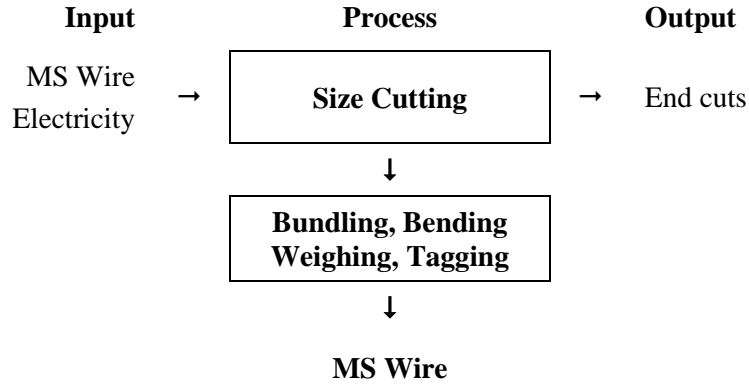 Input Process Output
MS Wire
Electricity
→
Size Cutting
→
End cuts
↓
Bundling, Bending
Weighing, Tagging
↓
MS Wire